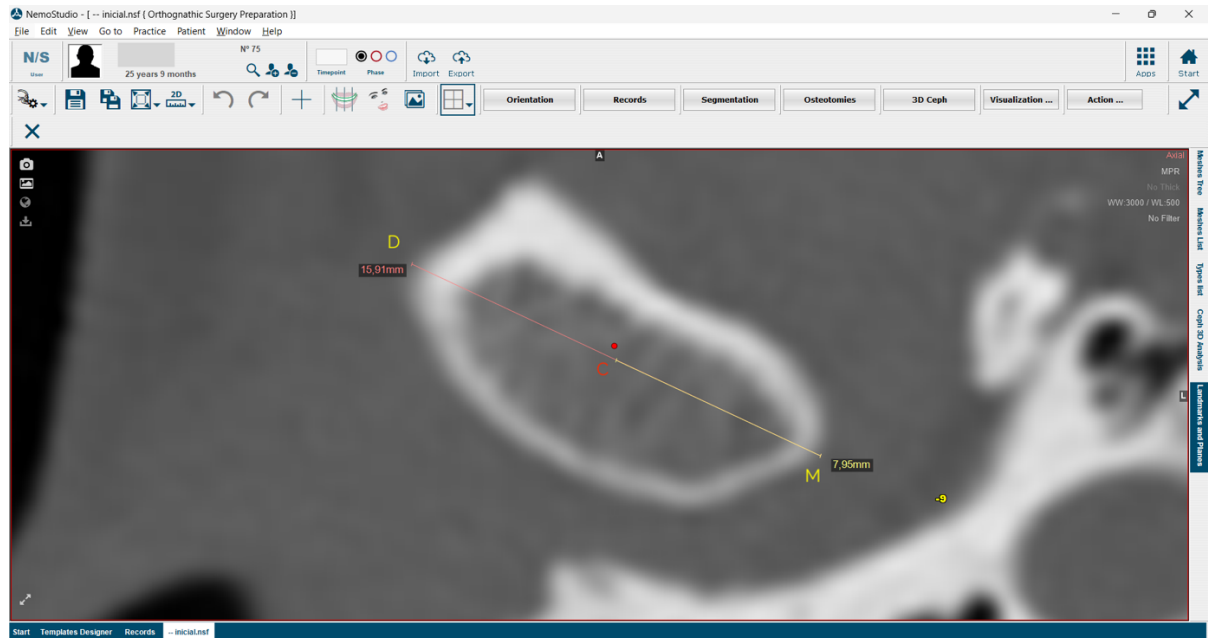 NemoStudio - [ -- inicial.nsf ( Orthognathic Surgery Preparation )]
File Edit View Go to Practice Patient Window Help
N/S
User
25 years 9 months
Nº 75
Timepoint
Phase
Import
Export
Apps
Start
2D
Orientation
Records
Segmentation
Osteotomies
3D Ceph
Visualization ...
Action ...
A
Axial
MPR
No Thick
WW:3000 / WL:500
No Filter
D
15,91mm
C
7,95mm
M
-9
L
Meshes Tree
Meshes List
Types list
Ceph 3D Analysis
Landmarks and Planes
Start Templates Designer Records -- inicial.nsf